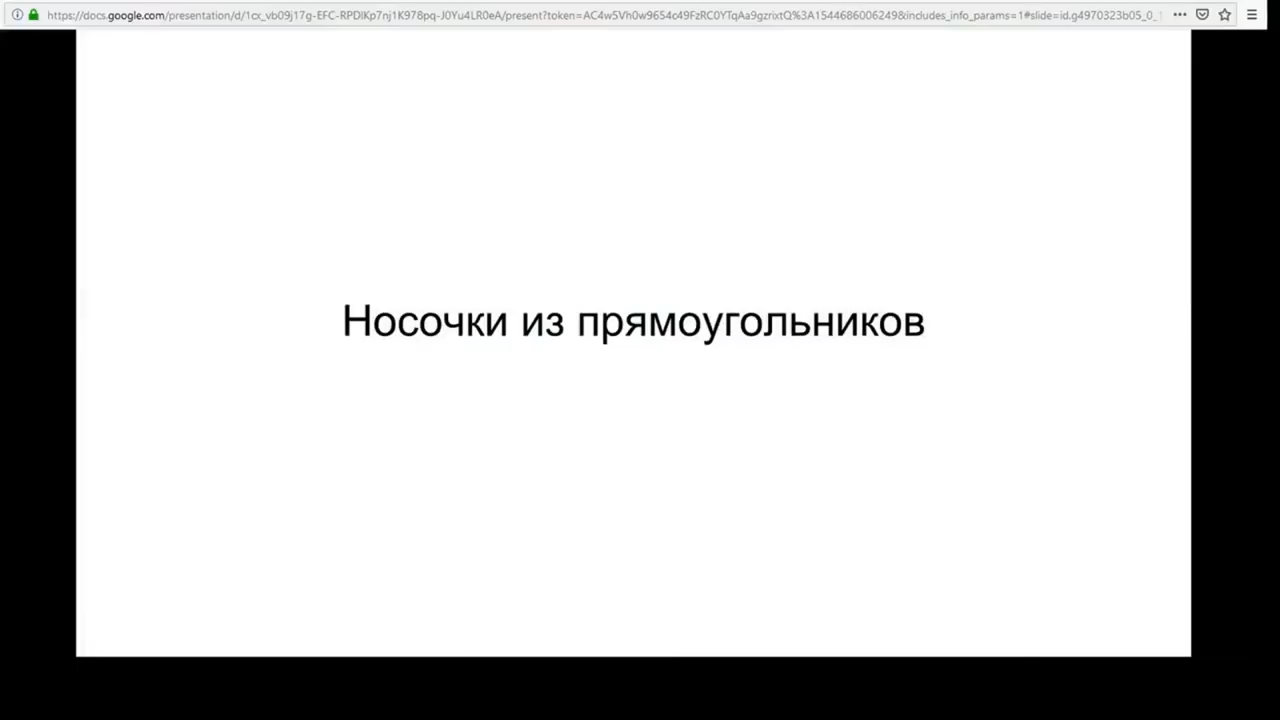 Носочки из прямоугольников